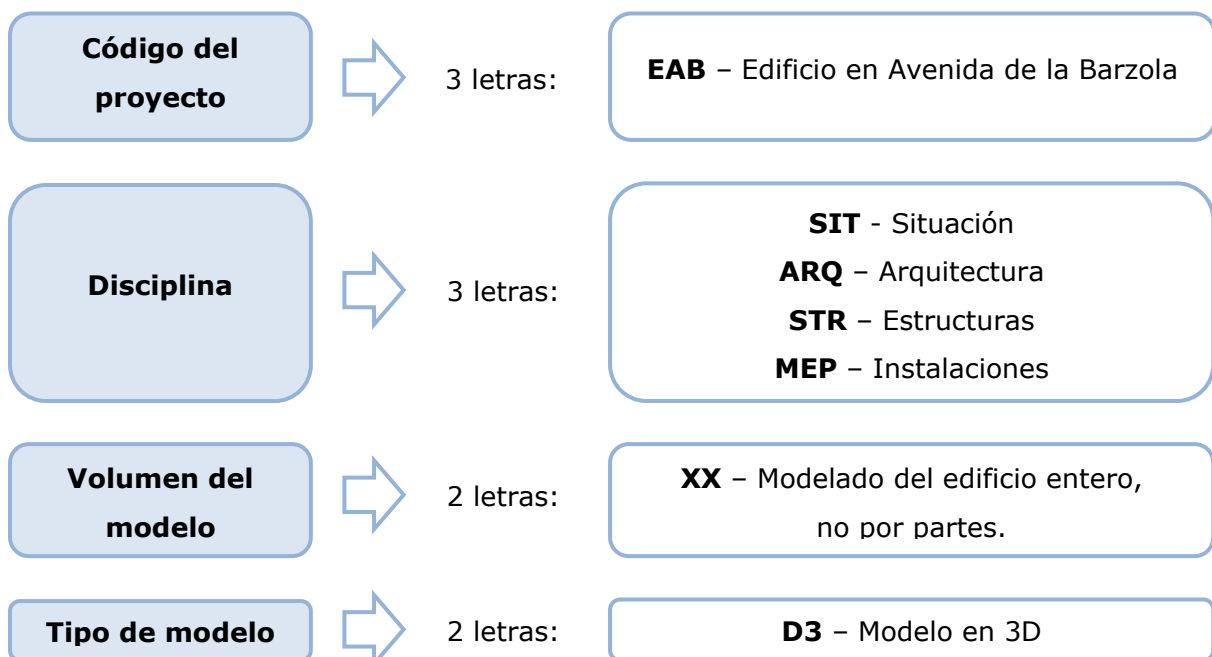 Código del
proyecto
3 letras:
EAB – Edificio en Avenida de la Barzola
Disciplina
3 letras:
SIT - Situación
ARQ – Arquitectura
STR – Estructuras
MEP – Instalaciones
Volumen del
modelo
2 letras:
XX – Modelado del edificio entero,
no por partes.
Tipo de modelo
2 letras:
D3 – Modelo en 3D